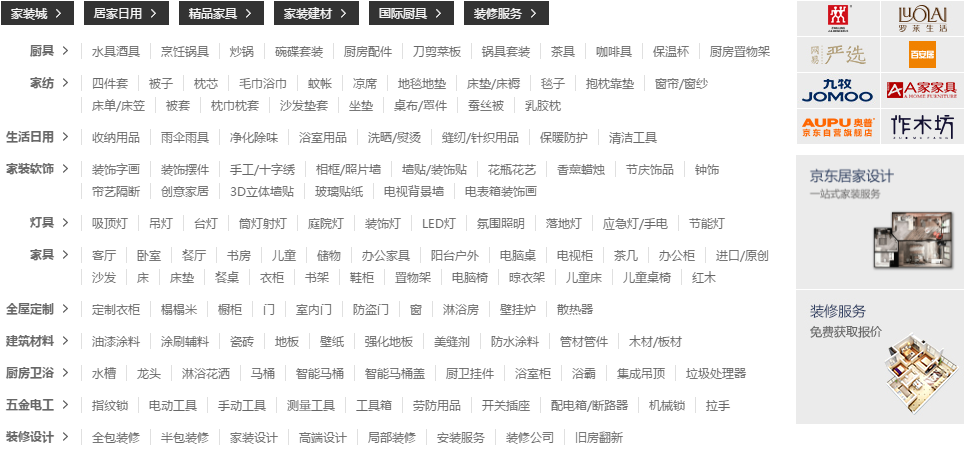 家装城 > 居家日用 > 精品家具 > 家装建材 > 国际厨具 > 装修服务 >
厨具 > 水具酒具 烹饪锅具 炒锅 碗碟套装 厨房配件 刀剪菜板 锅具套装 茶具 咖啡具 保温杯 厨房置物架
家纺 > 四件套 被子 枕芯 毛巾浴巾 蚊帐 凉席 地毯地垫 床垫/床褥 毯子 抱枕靠垫 窗帘/窗纱
床单/床笠 被套 枕巾枕套 沙发垫套 坐垫 桌布/罩件 蚕丝被 乳胶枕
生活日用 > 收纳用品 雨伞雨具 净化除味 浴室用品 洗晒/熨烫 缝纫/针织用品 保暖防护 清洁工具
家装软饰 > 装饰字画 装饰摆件 手工/十字绣 相框/照片墙 墙贴/装饰贴 花瓶花艺 香薰蜡烛 节庆饰品 钟饰
帘艺隔断 创意家居 3D立体墙贴 玻璃贴纸 电视背景墙 电表箱装饰画
灯具 > 吸顶灯 吊灯 台灯 筒灯射灯 庭院灯 装饰灯 LED灯 氛围照明 落地灯 应急灯/手电 节能灯
家具 > 客厅 卧室 餐厅 书房 儿童 储物 办公家具 阳台户外 电脑桌 电视柜 茶几 办公柜 进口/原创
沙发 床 床垫 餐桌 衣柜 书架 鞋柜 置物架 电脑椅 晾衣架 儿童床 儿童桌椅 红木
全屋定制 > 定制衣柜 榻榻米 橱柜 门 室内门 防盗门 窗 淋浴房 壁挂炉 散热器
建筑材料 > 油漆涂料 涂刷辅料 瓷砖 地板 壁纸 强化地板 美缝剂 防水涂料 管材管件 木材/板材
厨房卫浴 > 水槽 龙头 淋浴花洒 马桶 智能马桶 智能马桶盖 厨卫挂件 浴室柜 浴霸 集成吊顶 垃圾处理器
五金电工 > 指纹锁 电动工具 手动工具 测量工具 工具箱 劳防用品 开关插座 配电箱/断路器 机械锁 拉手
装修设计 > 全包装修 半包装修 家装设计 高端设计 局部装修 安装服务 装修公司 旧房翻新
LUOLAI
罗莱生活
网易严选
百安居
九牧
JOMOO
A家家具
A HOME FURNITURE
AUPU奥普
京东自营旗舰店
作木坊
京东居家设计
一站式家装服务
装修服务
免费获取报价